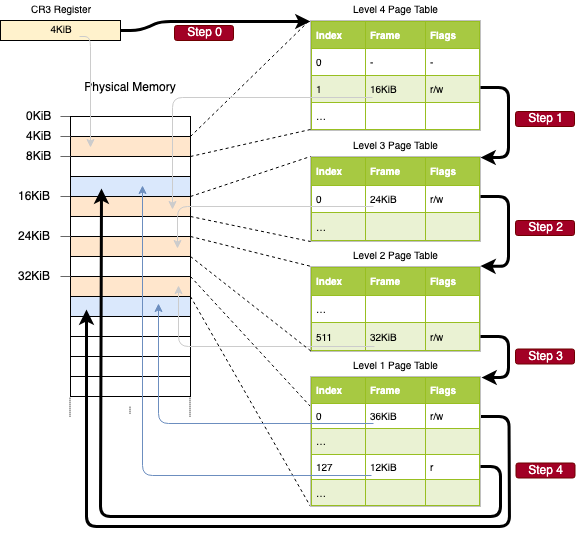 CR3 Register
4KiB
Step 0
Physical Memory
0KiB
4KiB
8KiB
16KiB
24KiB
32KiB
Level 4 Page Table
Index Frame Flags
0 - -
1 16KiB r/w
...
Step 1
Level 3 Page Table
Index Frame Flags
0 24KiB r/w
...
Step 2
Level 2 Page Table
Index Frame Flags
...
511 32KiB r/w
Step 3
Level 1 Page Table
Index Frame Flags
0 36KiB r/w
...
127 12KiB r
...
Step 4